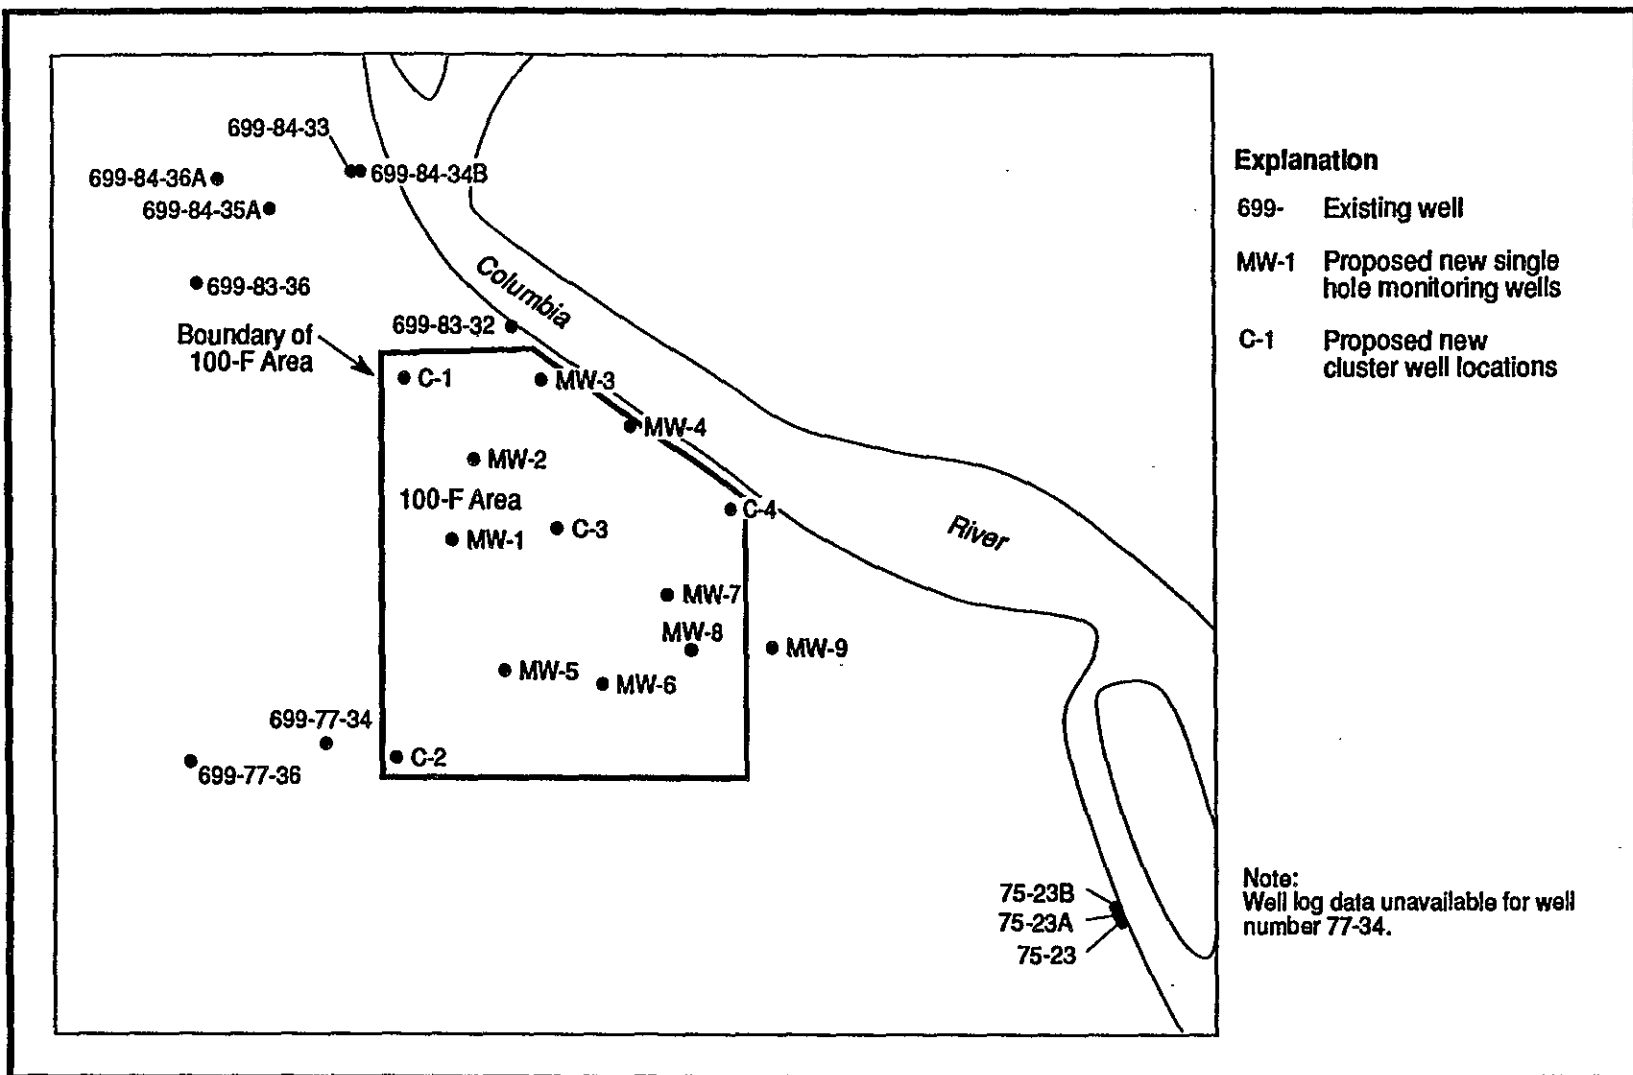 699-84-33
699-84-36A
699-84-34B
699-84-35A
699-83-36
Columbia
699-83-32
Boundary of
100-F Area
C-1
MW-3
MW-4
MW-2
100-F Area
C-4
C-3
MW-1
River
MW-7
MW-8
MW-9
MW-5
MW-6
699-77-34
C-2
699-77-36
75-23B
75-23A
75-23
Explanation
699- Existing well
MW-1 Proposed new single
hole monitoring wells
C-1 Proposed new
cluster well locations
Note:
Well log data unavailable for well
number 77-34.